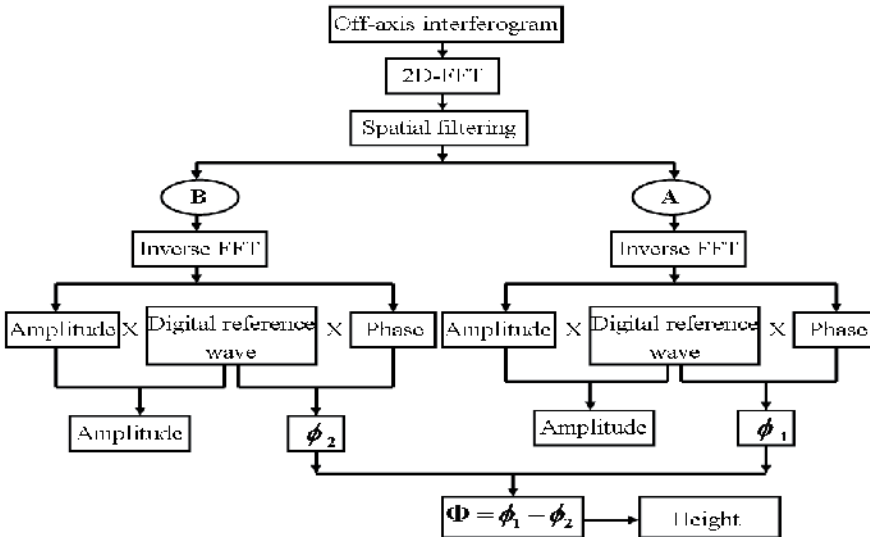 Off-axis interferogram
2D-FFT
Spatial filtering
B
A
Inverse FFT
Inverse FFT
Amplitude X Digital reference wave X Phase
Amplitude X Digital reference wave X Phase
Amplitude
ϕ₂
Amplitude
ϕ₁
Φ = ϕ₁ − ϕ₂
Height